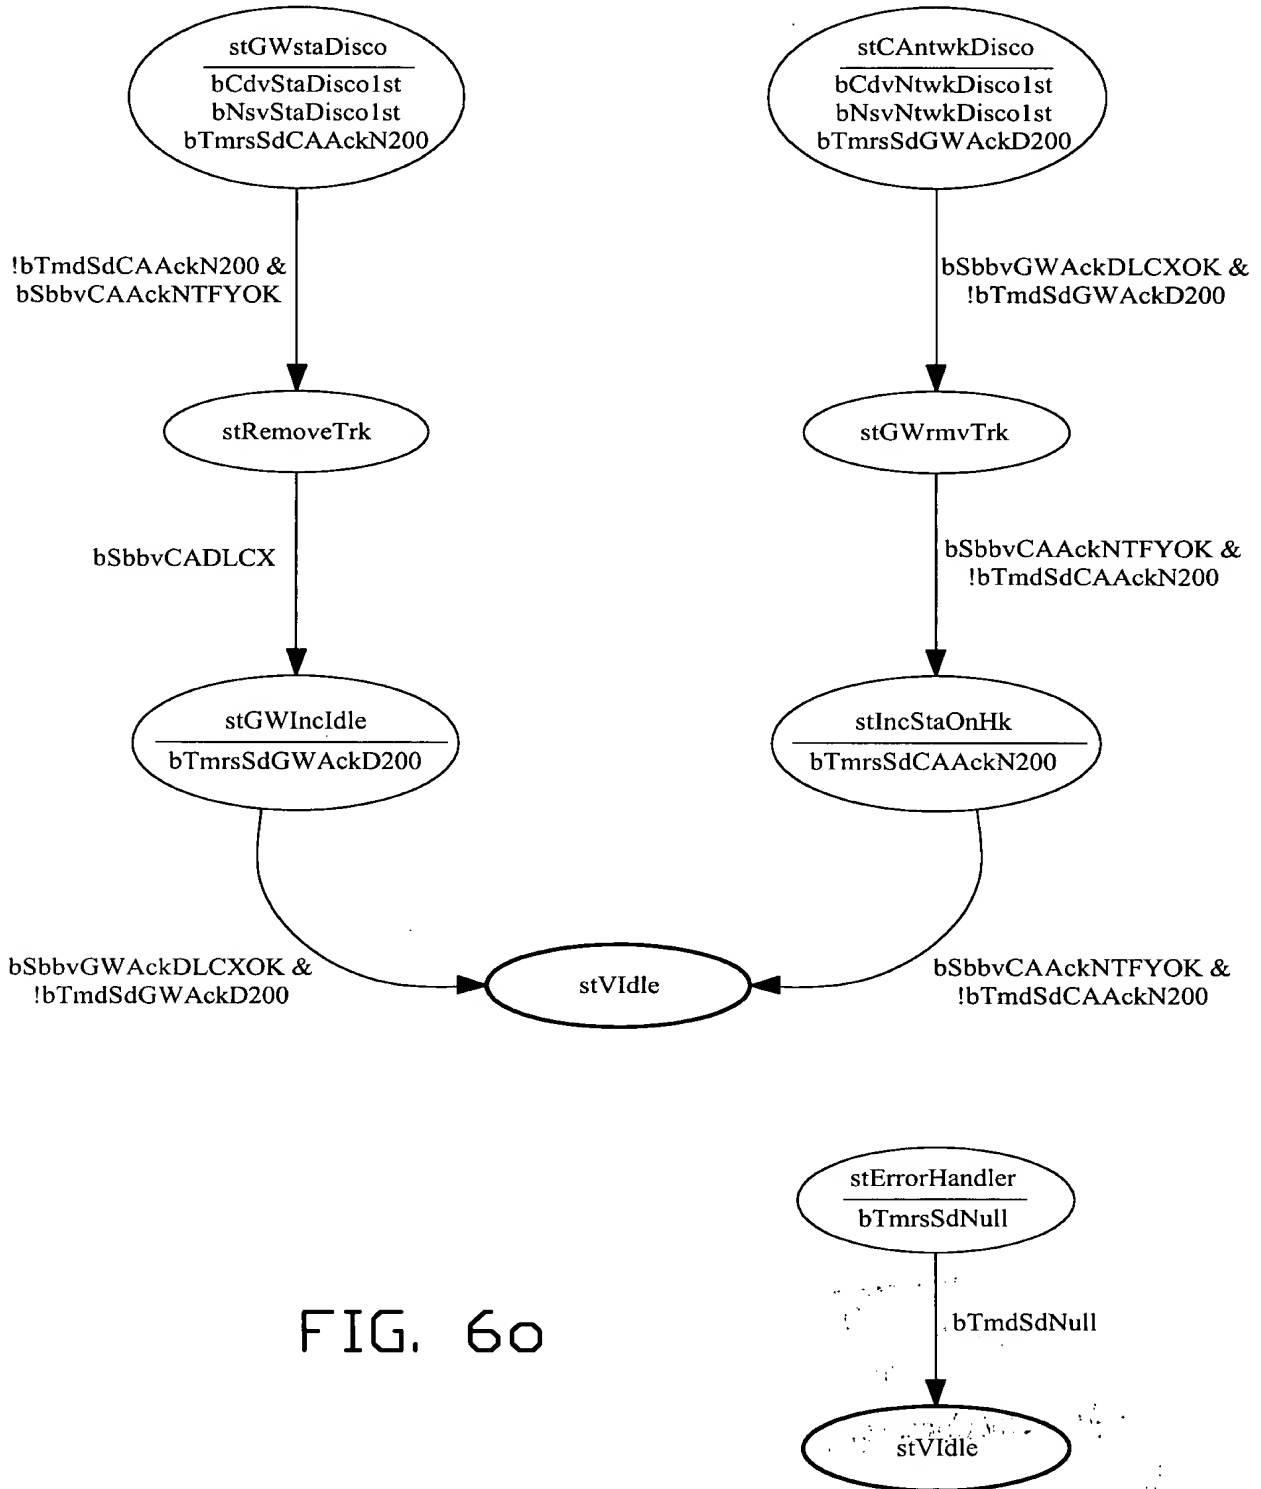 stGWstaDisco
bCdvStaDisco1st
bNsvStaDisco1st
bTmrsSdCAAckN200
stCAntwkDisco
bCdvNtwkDisco1st
bNsvNtwkDisco1st
bTmrsSdGWAckD200
!bTmdSdCAAckN200 &
bSbbvCAAckNTFYOK
bSbbvGWAckDLCXOK &
!bTmdSdGWAckD200
stRemoveTrk
stGWrmvTrk
bSbbvCADLCX
bSbbvCAAckNTFYOK &
!bTmdSdCAAckN200
stGWIncIdle
bTmrsSdGWAckD200
stIncStaOnHk
bTmrsSdCAAckN200
bSbbvGWAckDLCXOK &
!bTmdSdGWAckD200
stVIdle
bSbbvCAAckNTFYOK &
!bTmdSdCAAckN200
stErrorHandler
bTmrsSdNull
bTmdSdNull
stVIdle
FIG. 6o